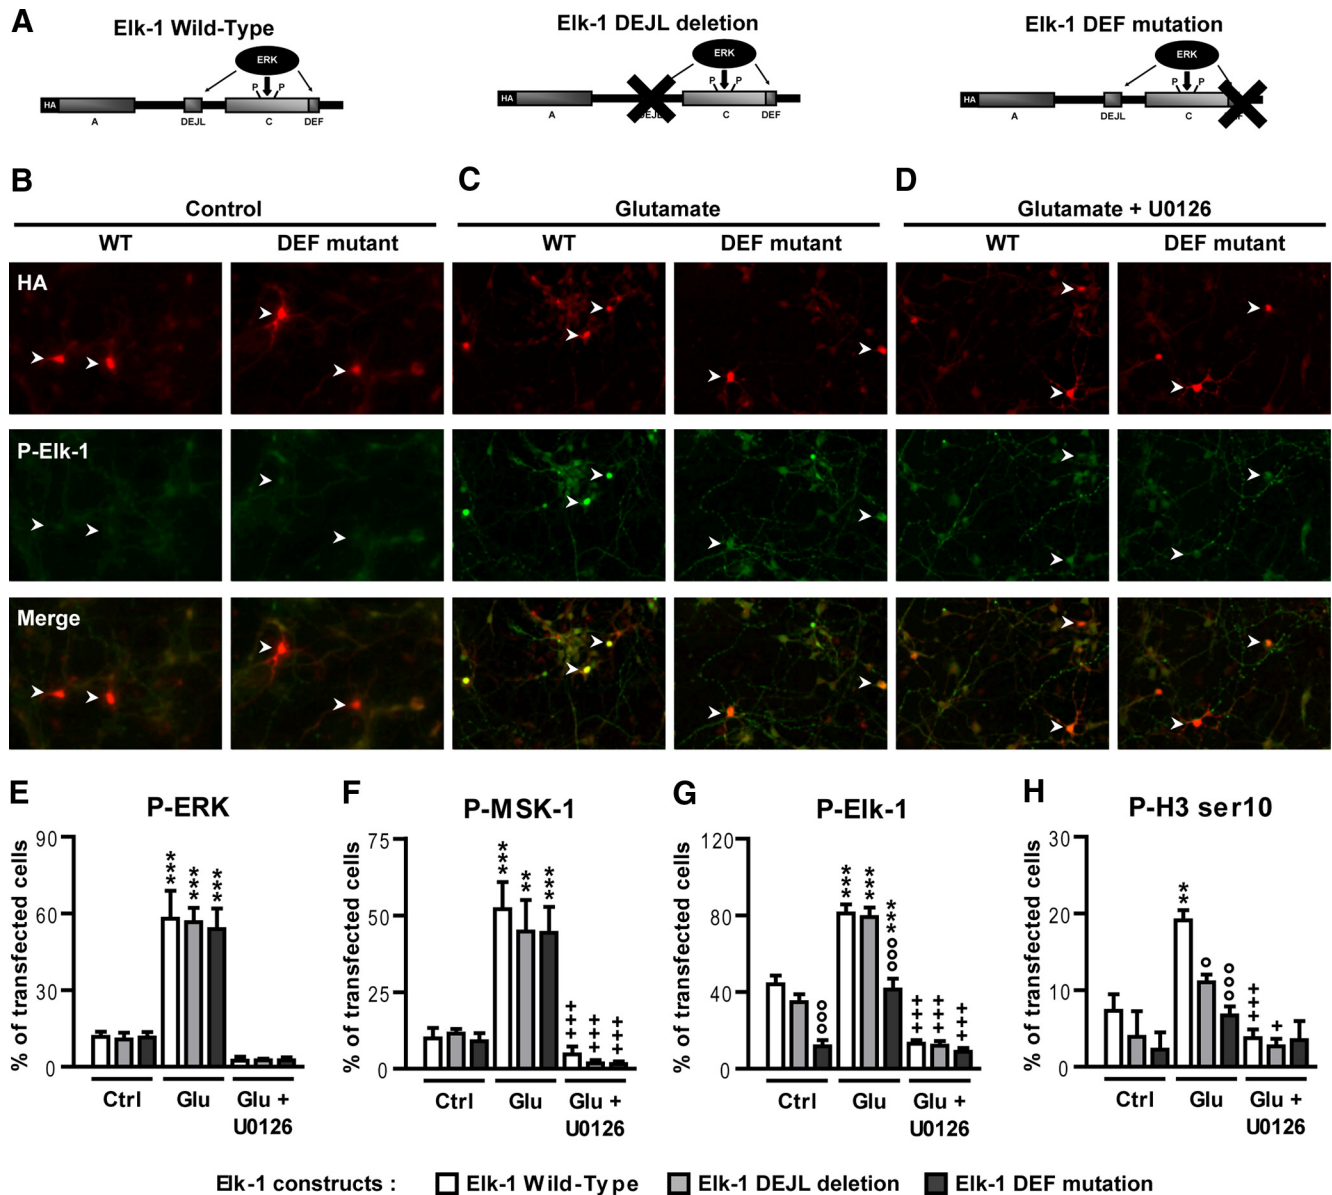 A
Elk-1 Wild-Type
Elk-1 DEJL deletion
Elk-1 DEF mutation
ERK
ERK
ERK
P P
P P
P P
HA
HA
HA
A DEJL C DEF
A C DEF
A DEJL C
B C D
Control
Glutamate
Glutamate + U0126
WT DEF mutant
WT DEF mutant
WT DEF mutant
HA
P-Elk-1
Merge
E
P-ERK
% of transfected cells
90
60
30
0
*** *** ***
Ctrl Glu Glu +
U0126
F
P-MSK-1
% of transfected cells
75
50
25
0
*** ** ***
+++ +++ +++
Ctrl Glu Glu +
U0126
G
P-Elk-1
% of transfected cells
120
80
40
0
°°°
*** *** ***
°°°
+++ +++ +++
Ctrl Glu Glu +
U0126
H
P-H3 ser10
% of transfected cells
30
20
10
0
** ° °°°
+++ +
Ctrl Glu Glu +
U0126
Elk-1 constructs : Elk-1 Wild-Type Elk-1 DEJL deletion Elk-1 DEF mutation